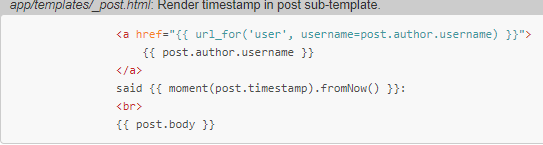 app/templates/_post.html: Render timestamp in post sub-template.
<a href="{{ url_for('user', username=post.author.username) }}">
{{ post.author.username }}
</a>
said {{ moment(post.timestamp).fromNow() }}:
<br>
{{ post.body }}